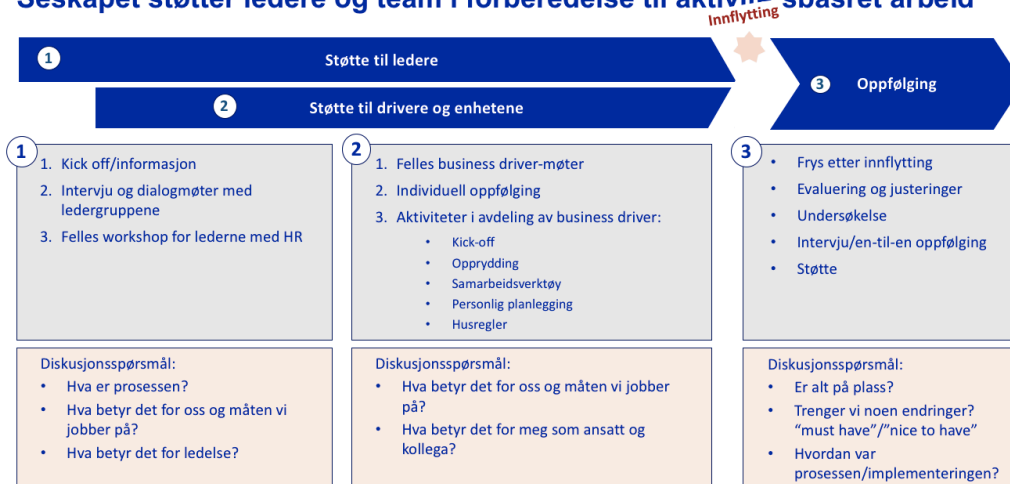 Seskapet støtter ledere og team i forberedelse til sbasret arbeid
Innflytting
1 Støtte til ledere
2 Støtte til drivere og enhetene
3 Oppfølging
1
1. Kick off/informasjon
2. Intervju og dialogmøter med
ledergruppene
3. Felles workshop for lederne med HR
2
1. Felles business driver-møter
2. Individuell oppfølging
3. Aktiviteter i avdeling av business driver:
• Kick-off
• Opprydding
• Samarbeidsverktøy
• Personlig planlegging
• Husregler
3
• Frys etter innflytting
• Evaluering og justeringer
• Undersøkelse
• Intervju/en-til-en oppfølging
• Støtte
Diskusjonsspørsmål:
• Hva er prosessen?
• Hva betyr det for oss og måten vi
jobber på?
• Hva betyr det for ledelse?
Diskusjonsspørsmål:
• Hva betyr det for oss og måten vi jobber
på?
• Hva betyr det for meg som ansatt og
kollega?
Diskusjonsspørsmål:
• Er alt på plass?
• Trenger vi noen endringer?
“must have”/”nice to have”
• Hvordan var
prosessen/implementeringen?